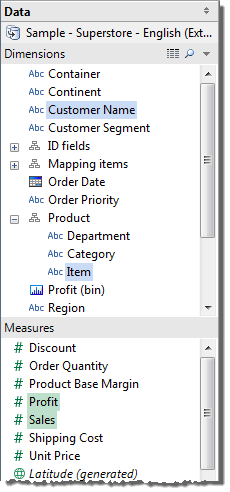 Data
Sample - Superstore - English (Ext...
Dimensions
Abc Container
Abc Continent
Abc Customer Name
Abc Customer Segment
ID fields
Mapping items
Order Date
Abc Order Priority
Product
Abc Department
Abc Category
Abc Item
Profit (bin)
Abc Region
Measures
# Discount
# Order Quantity
# Product Base Margin
# Profit
# Sales
# Shipping Cost
# Unit Price
Latitude (generated)